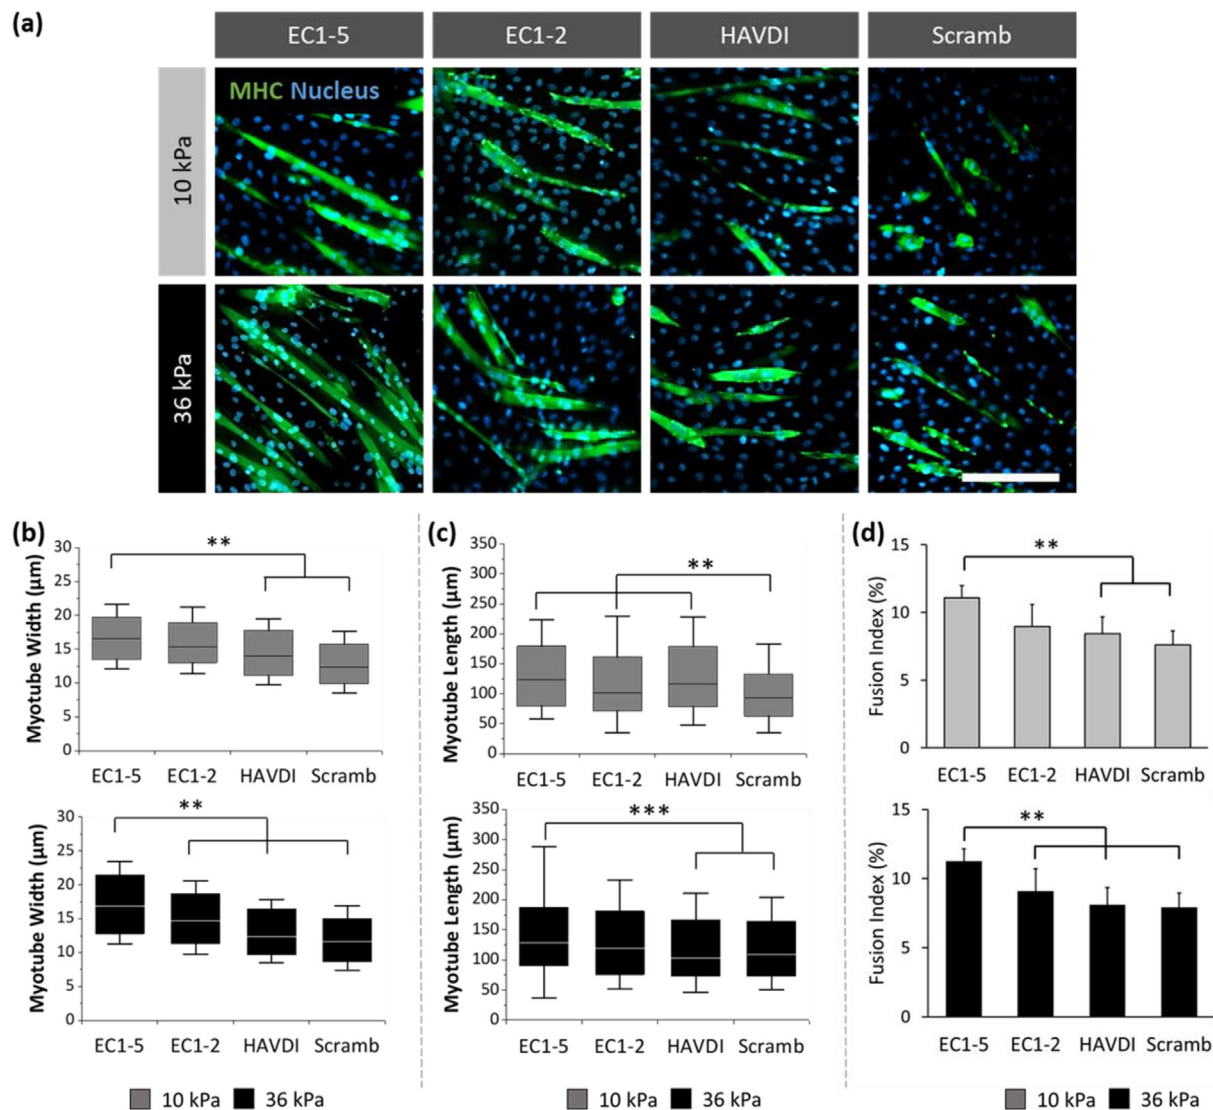 (a)
EC1-5 EC1-2 HAVDI Scramb
MHC Nucleus
10 kPa
36 kPa
(b)
**
Myotube Width (µm)
30
25
20
15
10
5
0
EC1-5 EC1-2 HAVDI Scramb
**
Myotube Width (µm)
30
25
20
15
10
5
0
EC1-5 EC1-2 HAVDI Scramb
10 kPa 36 kPa
(c)
**
Myotube Length (µm)
350
300
250
200
150
100
50
0
EC1-5 EC1-2 HAVDI Scramb
***
Myotube Length (µm)
350
300
250
200
150
100
50
0
EC1-5 EC1-2 HAVDI Scramb
10 kPa 36 kPa
(d)
**
Fusion Index (%)
15
10
5
0
EC1-5 EC1-2 HAVDI Scramb
**
Fusion Index (%)
15
10
5
0
EC1-5 EC1-2 HAVDI Scramb
10 kPa 36 kPa